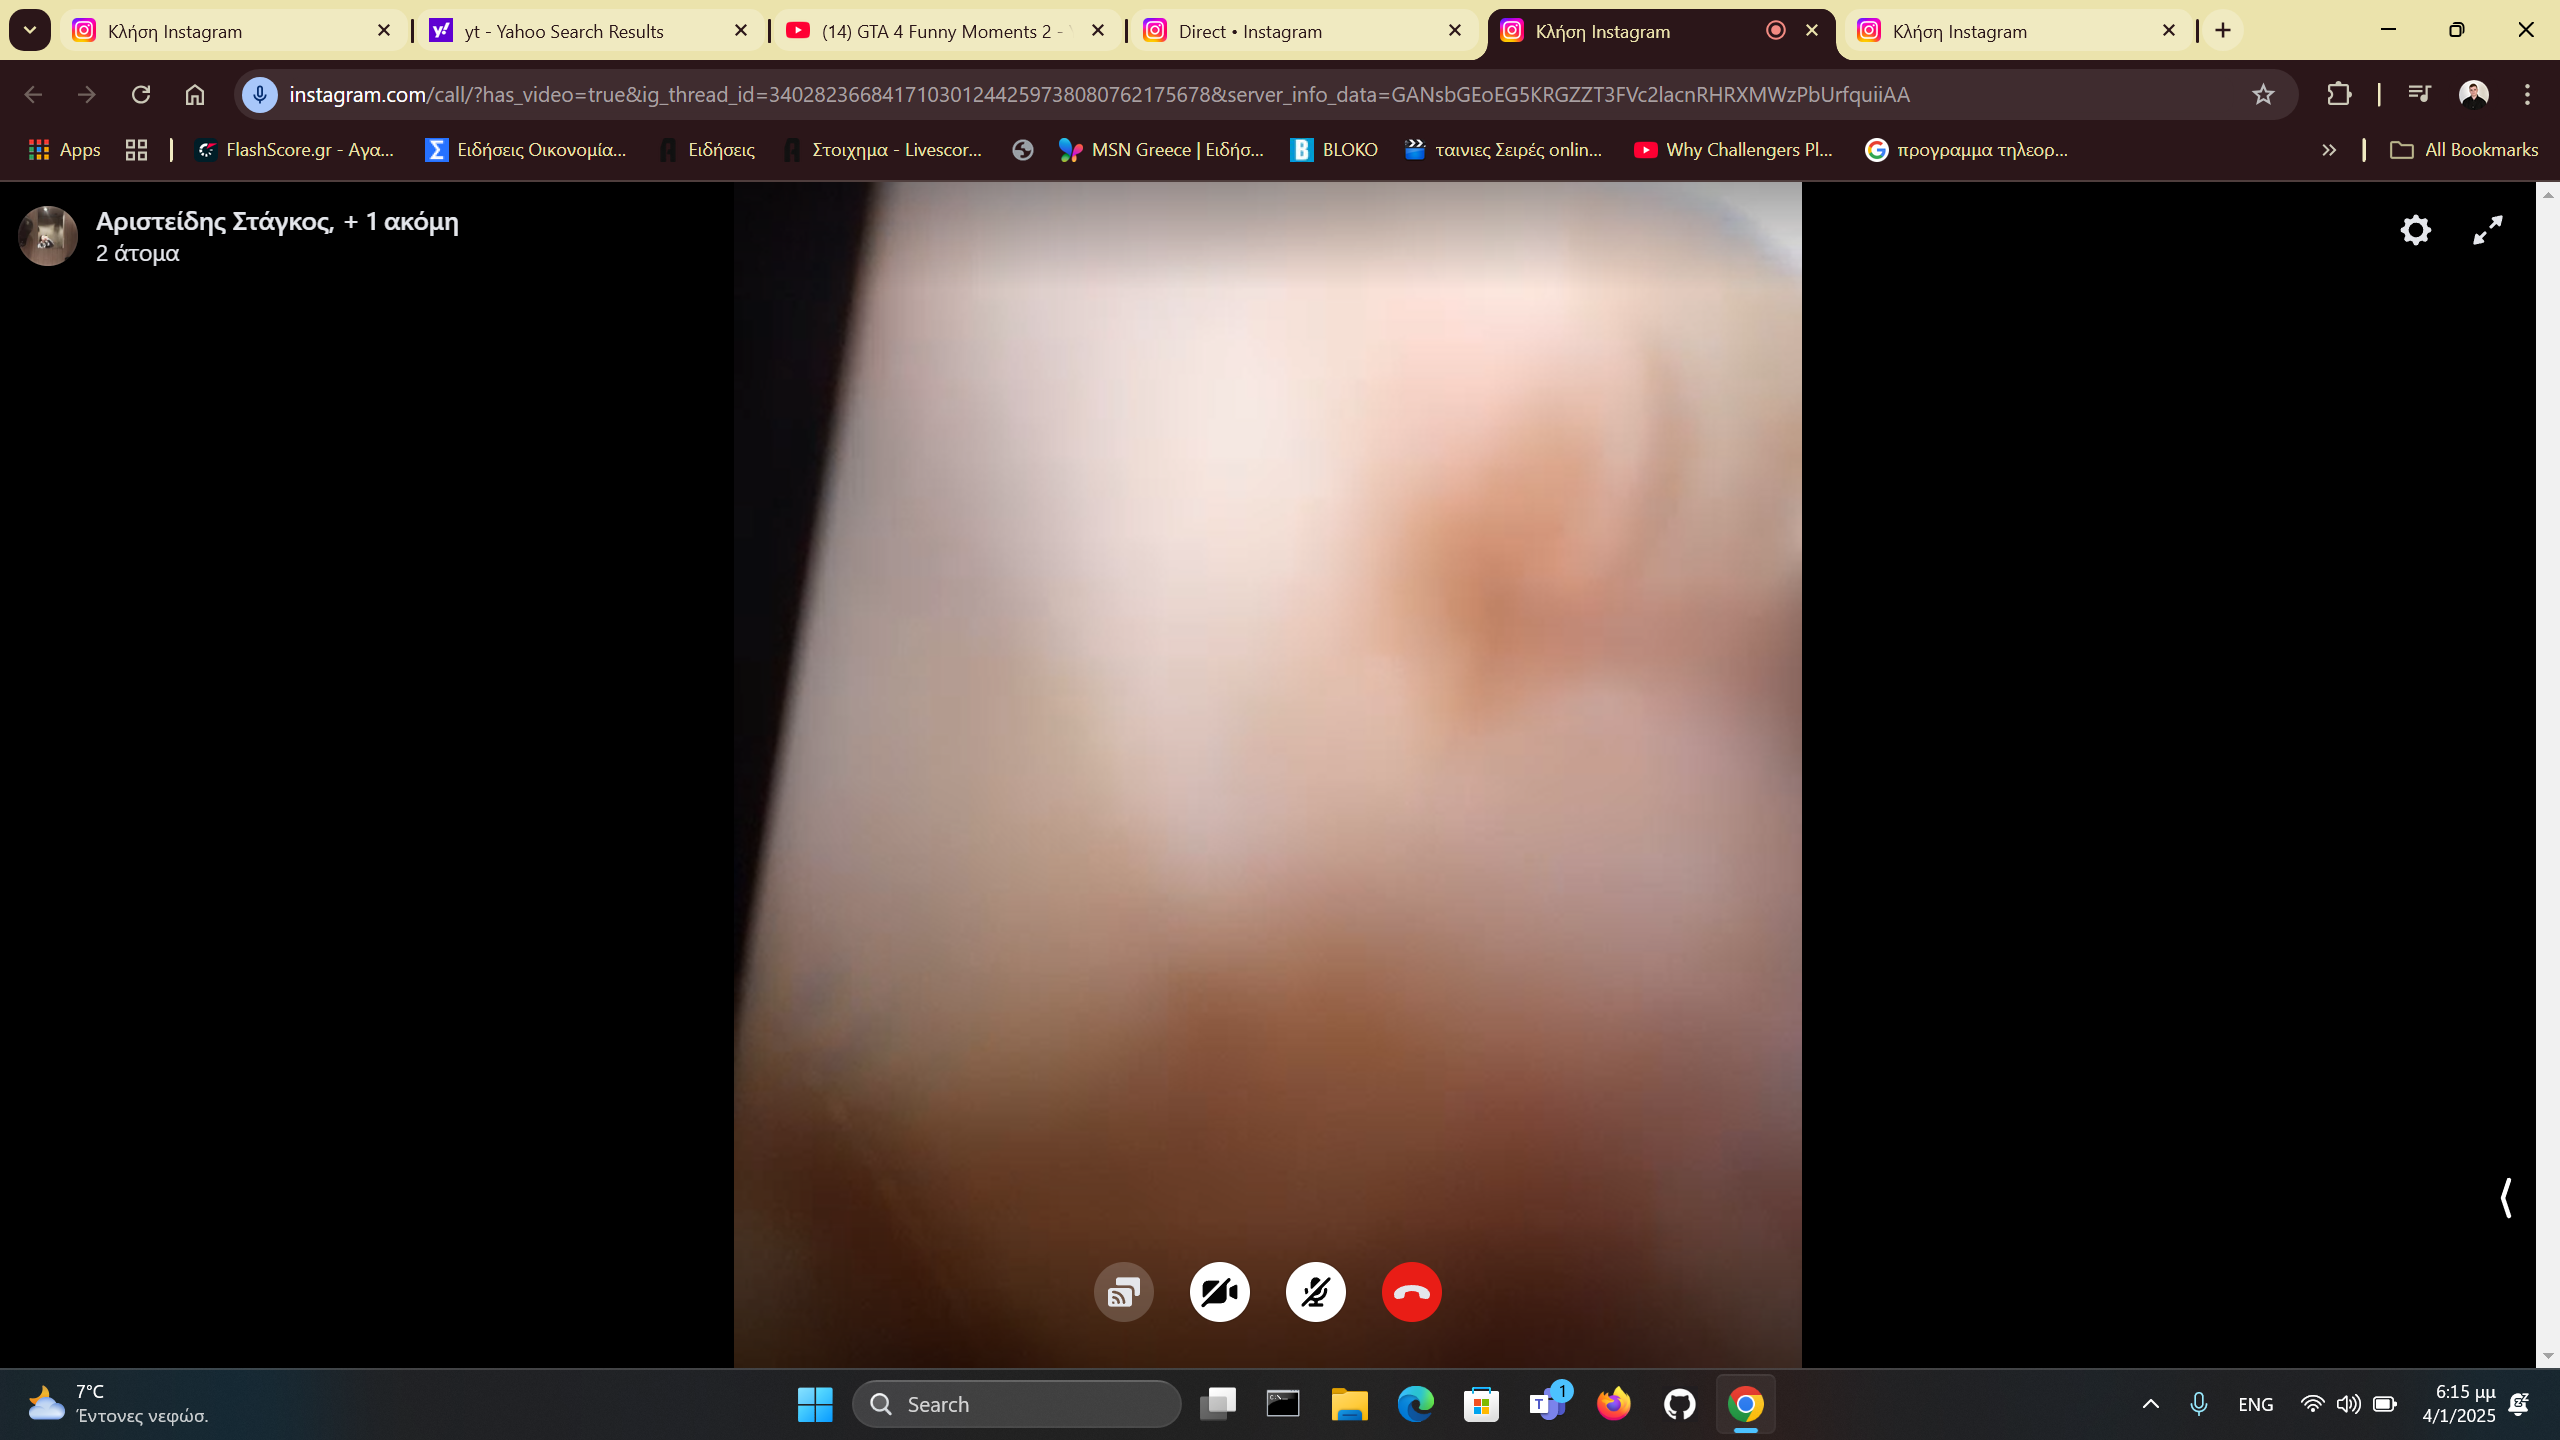 Κλήση Instagram
yt - Yahoo Search Results
(14) GTA 4 Funny Moments 2 -
Direct • Instagram
Κλήση Instagram
Κλήση Instagram
instagram.com/call/?has_video=true&ig_thread_id=34028236684171030124425973808076217567​8&server_info_data=GANsbGEoEG5KRGZZT3FVc2lacnRHRXMWzPbUrfquiiAA
Apps
FlashScore.gr - Αγα...
Ειδήσεις Οικονομία...
Ειδήσεις
Στοιχημα - Livescor...
MSN Greece | Ειδήσ...
BLOKO
ταινιες Σειρές onlin...
Why Challengers Pl...
προγραμμα τηλεορ...
All Bookmarks
Αριστείδης Στάγκος, + 1 ακόμη
2 άτομα
7°C
Έντονες νεφώσ.
Search
1
ENG
6:15 μμ
4/1/2025